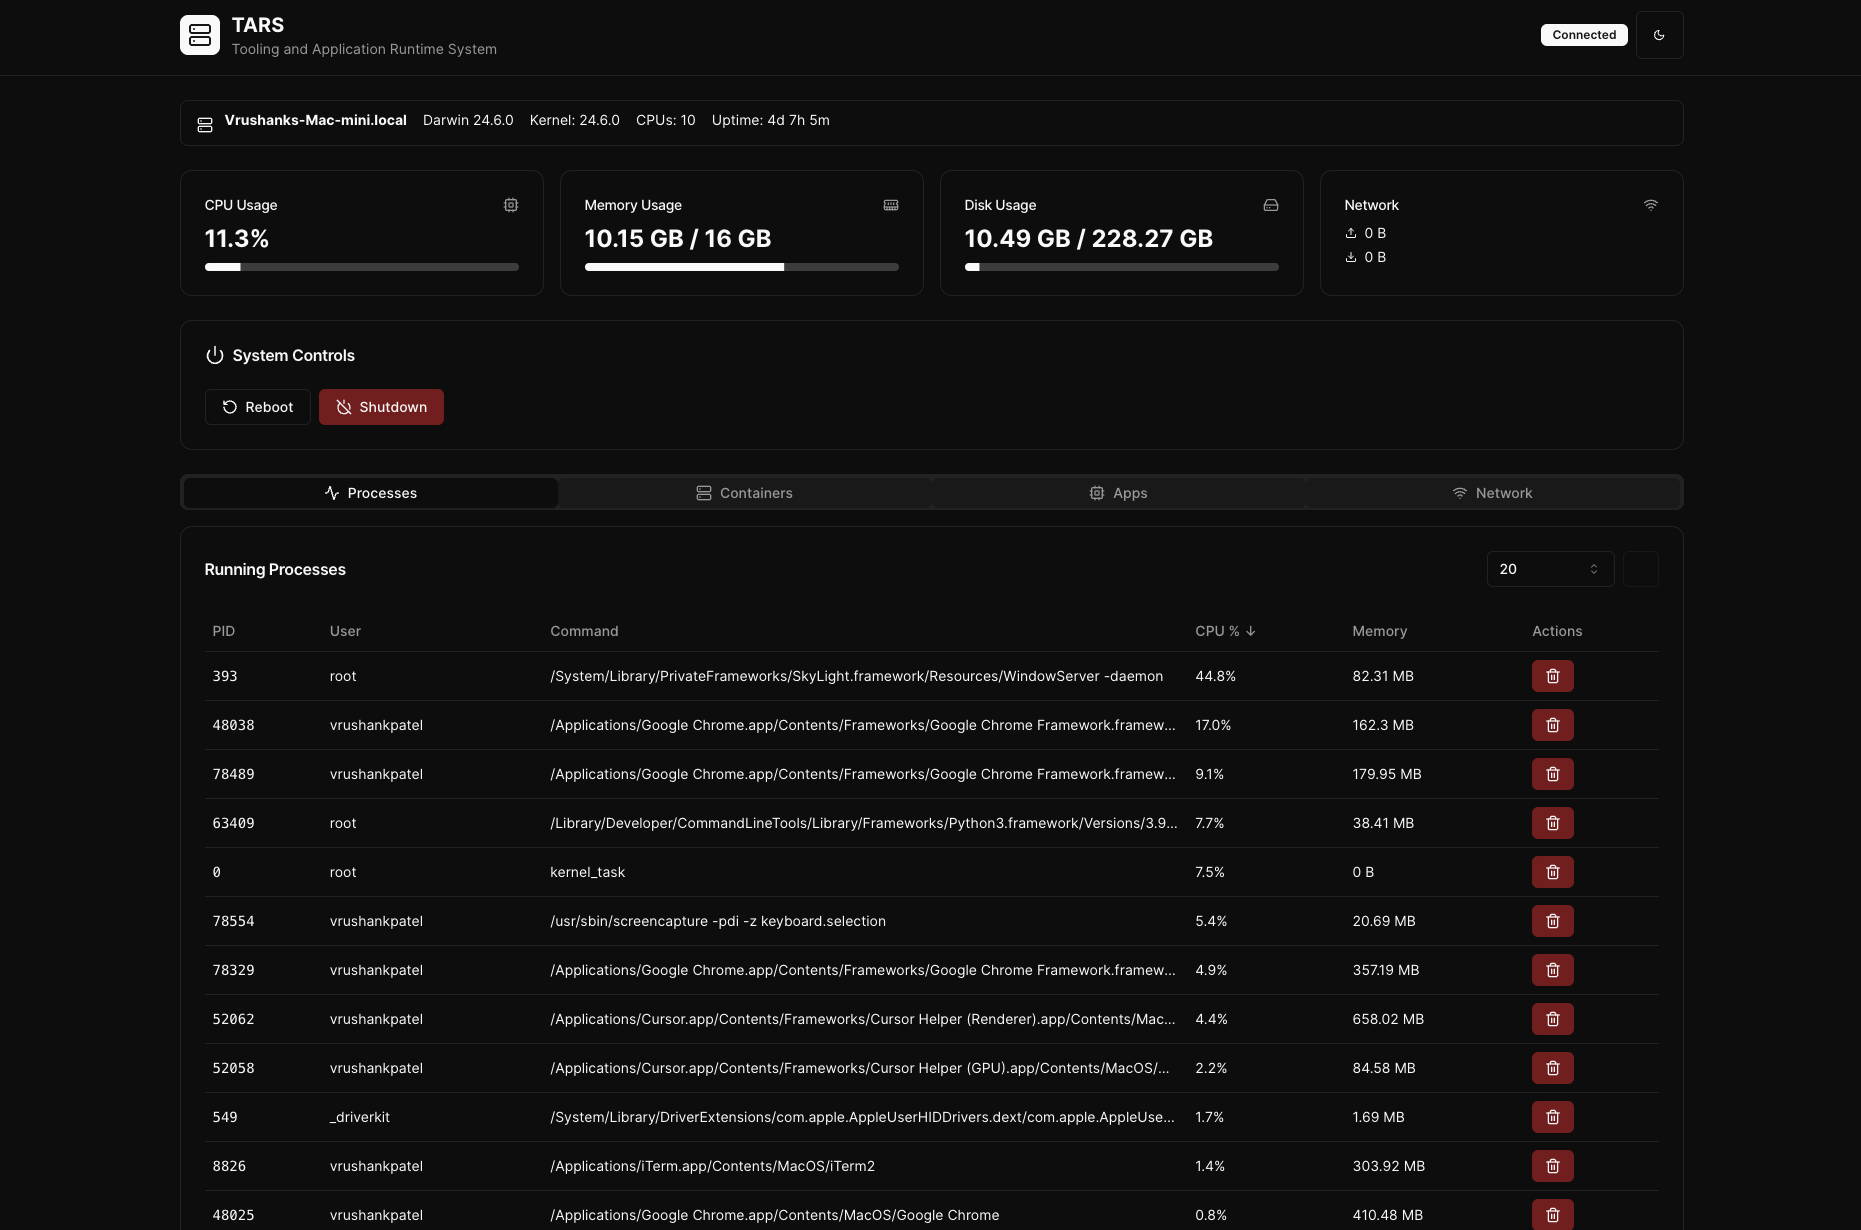 TARS
Tooling and Application Runtime System
Connected
Vrushanks-Mac-mini.local Darwin 24.6.0 Kernel: 24.6.0 CPUs: 10 Uptime: 4d 7h 5m
CPU Usage
11.3%
Memory Usage
10.15 GB / 16 GB
Disk Usage
10.49 GB / 228.27 GB
Network
0 B
0 B
System Controls
Reboot Shutdown
Processes Containers Apps Network
Running Processes 20
PID User Command CPU % ↓ Memory Actions
393 root /System/Library/PrivateFrameworks/SkyLight.framework/Resources/WindowServer -daemon 44.8% 82.31 MB
48038 vrushankpatel /Applications/Google Chrome.app/Contents/Frameworks/Google Chrome Framework.framew... 17.0% 162.3 MB
78489 vrushankpatel /Applications/Google Chrome.app/Contents/Frameworks/Google Chrome Framework.framew... 9.1% 179.95 MB
63409 root /Library/Developer/CommandLineTools/Library/Frameworks/Python3.framework/Versions/3.9... 7.7% 38.41 MB
0 root kernel_task 7.5% 0 B
78554 vrushankpatel /usr/sbin/screencapture -pdi -z keyboard.selection 5.4% 20.69 MB
78329 vrushankpatel /Applications/Google Chrome.app/Contents/Frameworks/Google Chrome Framework.framew... 4.9% 357.19 MB
52062 vrushankpatel /Applications/Cursor.app/Contents/Frameworks/Cursor Helper (Renderer).app/Contents/Mac... 4.4% 658.02 MB
52058 vrushankpatel /Applications/Cursor.app/Contents/Frameworks/Cursor Helper (GPU).app/Contents/MacOS/... 2.2% 84.58 MB
549 _driverkit /System/Library/DriverExtensions/com.apple.AppleUserHIDDrivers.dext/com.apple.AppleUse... 1.7% 1.69 MB
8826 vrushankpatel /Applications/iTerm.app/Contents/MacOS/iTerm2 1.4% 303.92 MB
48025 vrushankpatel /Applications/Google Chrome.app/Contents/MacOS/Google Chrome 0.8% 410.48 MB